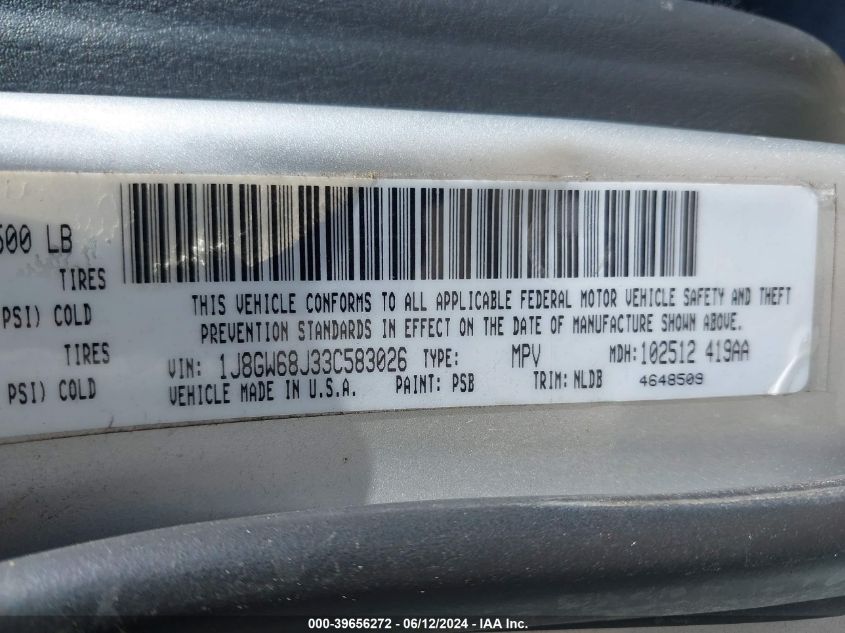 500 LB
TIRES
PSI) COLD
TIRES
PSI) COLD
THIS VEHICLE CONFORMS TO ALL APPLICABLE FEDERAL MOTOR VEHICLE SAFETY AND THEFT
PREVENTION STANDARDS IN EFFECT ON THE DATE OF MANUFACTURE SHOWN ABOVE.
VIN: 1J8GW68J33C583026 TYPE: MPV MDH: 102512 419AA
VEHICLE MADE IN U.S.A. PAINT: PSB TRIM: NLDB 4648509
000-39656272 - 06/12/2024 - IAA Inc.